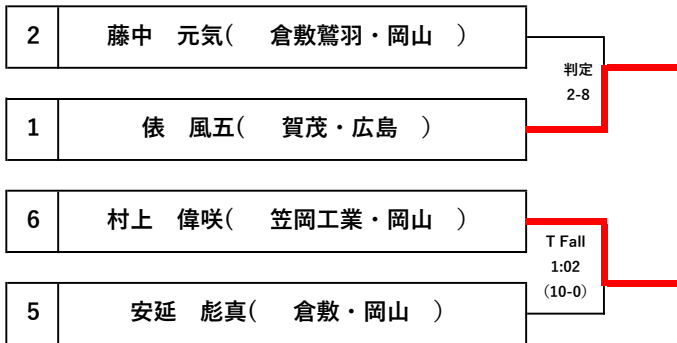 2 藤中 元気( 倉敷鷲羽・岡山 )
判定
2-8
1 俵 風五( 賀茂・広島 )
6 村上 偉咲( 笠岡工業・岡山 )
T Fall
1:02
(10-0)
5 安延 彪真( 倉敷・岡山 )